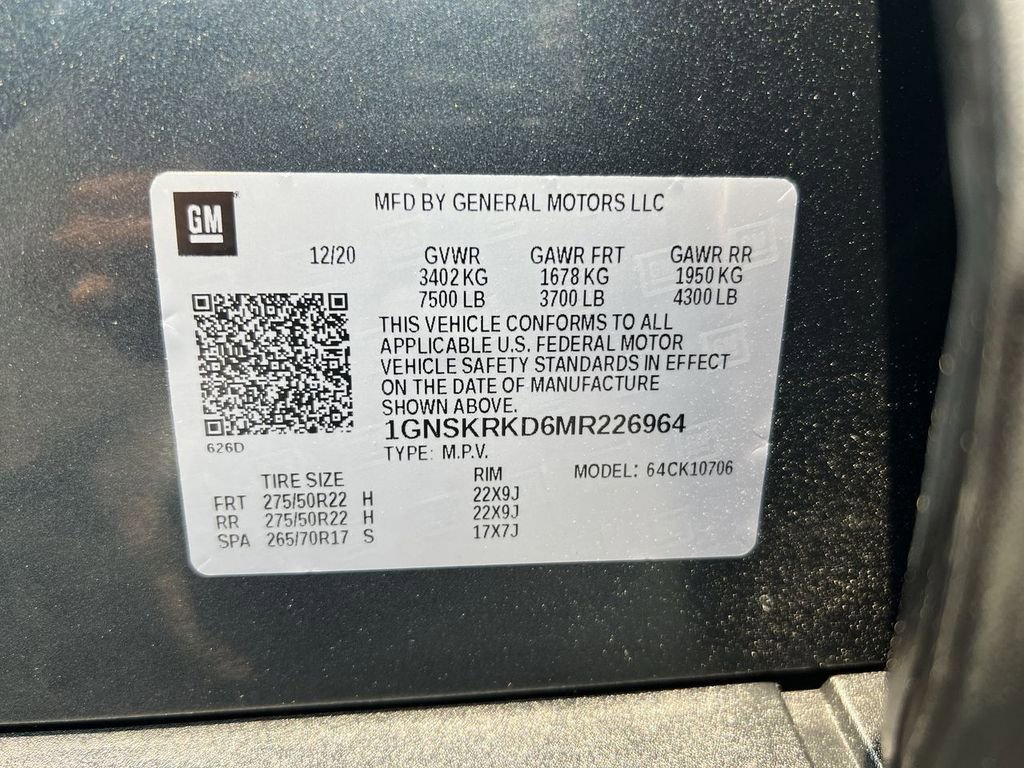 GM
MFD BY GENERAL MOTORS LLC
12/20 GVWR GAWR FRT GAWR RR
3402 KG 1678 KG 1950 KG
7500 LB 3700 LB 4300 LB
THIS VEHICLE CONFORMS TO ALL
APPLICABLE U.S. FEDERAL MOTOR
VEHICLE SAFETY STANDARDS IN EFFECT
ON THE DATE OF MANUFACTURE
SHOWN ABOVE.
1GNSKRKD6MR226964
626D
TYPE: M.P.V.
TIRE SIZE RIM MODEL: 64CK10706
FRT 275/50R22 H 22X9J
RR 275/50R22 H 22X9J
SPA 265/70R17 S 17X7J